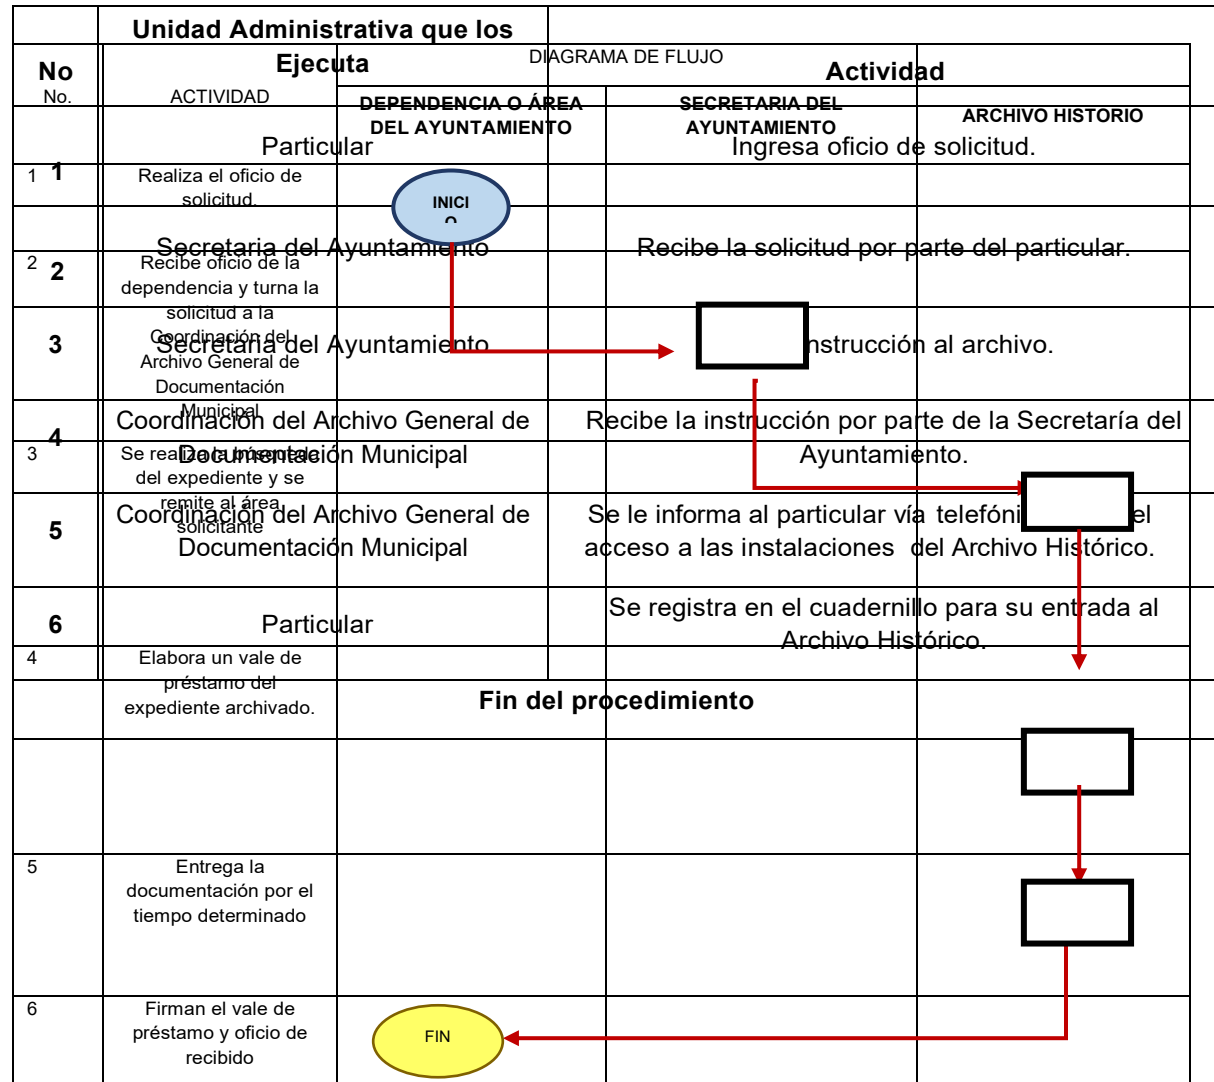 Unidad Administrativa que los
Ejecuta
No
Actividad
1
Particular
Ingresa oficio de solicitud.
2
Secretaria del Ayuntamiento
Recibe la solicitud por parte del particular.
3
Secretaria del Ayuntamiento
nstrucción al archivo.
4
Coordinación del Archivo General de
Documentación Municipal
Recibe la instrucción por parte de la Secretaría del
Ayuntamiento.
5
Coordinación del Archivo General de
Documentación Municipal
Se le informa al particular vía telefóni el
acceso a las instalaciones del Archivo Histórico.
6
Particular
Se registra en el cuadernillo para su entrada al
Archivo Histórico.
Fin del procedimiento
DIAGRAMA DE FLUJO
No.
ACTIVIDAD
DEPENDENCIA O ÁREA
DEL AYUNTAMIENTO
SECRETARIA DEL
AYUNTAMIENTO
ARCHIVO HISTORIO
1
Realiza el oficio de
solicitud.
INICI
O
2
Recibe oficio de la
dependencia y turna la
solicitud a la
Coordinación del
Archivo General de
Documentación
Municipal
3
Se realiza la búsqueda
del expediente y se
remite al área
solicitante
4
Elabora un vale de
préstamo del
expediente archivado.
5
Entrega la
documentación por el
tiempo determinado
6
Firman el vale de
préstamo y oficio de
recibido
FIN